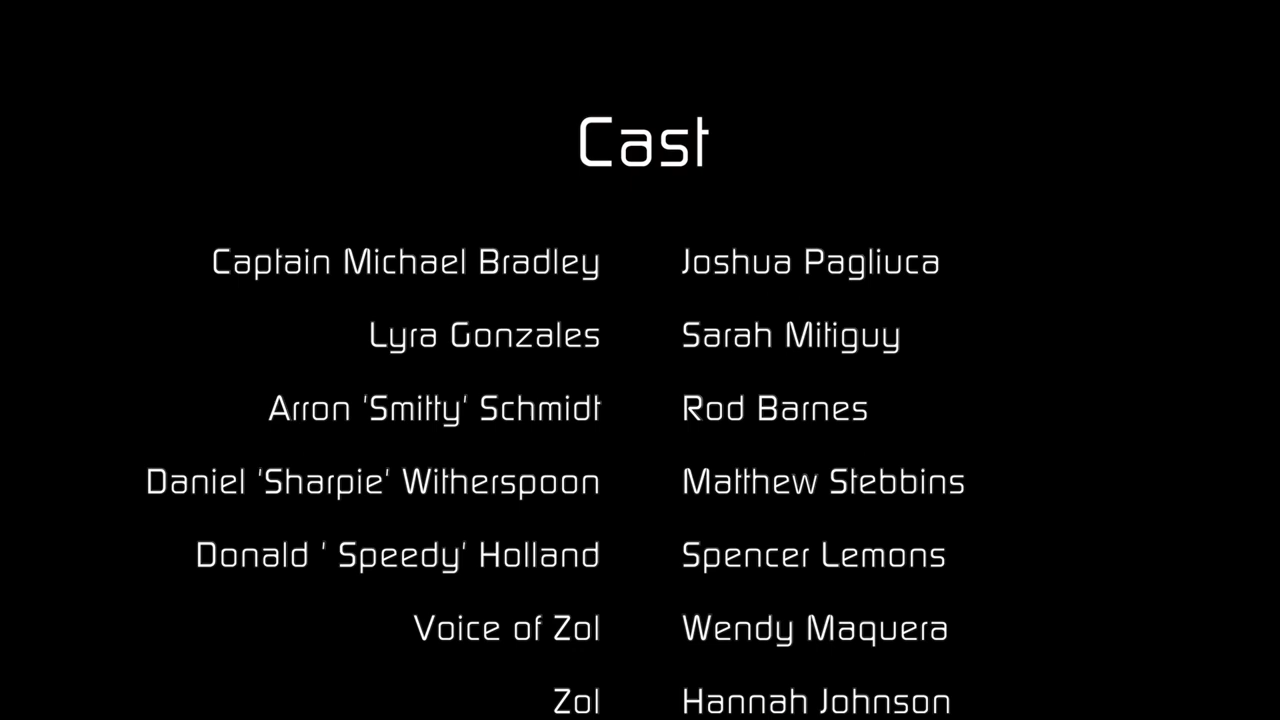 Cast
Captain Michael Bradley Joshua Pagliuca
Lyra Gonzales Sarah Mitiguy
Arron 'Smitty' Schmidt Rod Barnes
Daniel 'Sharpie' Witherspoon Matthew Stebbins
Donald ' Speedy' Holland Spencer Lemons
Voice of Zol Wendy Maquera
Zol Hannah Johnson